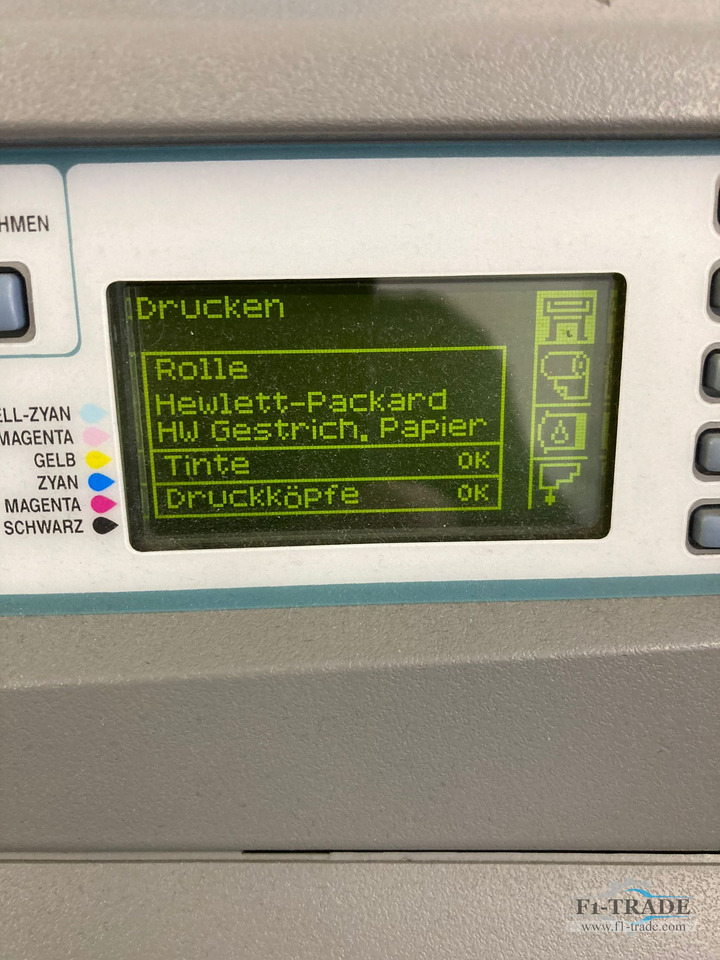 HMEN
Drucken
Rolle
Hewlett-Packard
HW Gestrich. Papier
Tinte OK
Druckköpfe OK
ELL-ZYAN
MAGENTA
GELB
ZYAN
MAGENTA
SCHWARZ
F1-TRADE
www.f1-trade.com